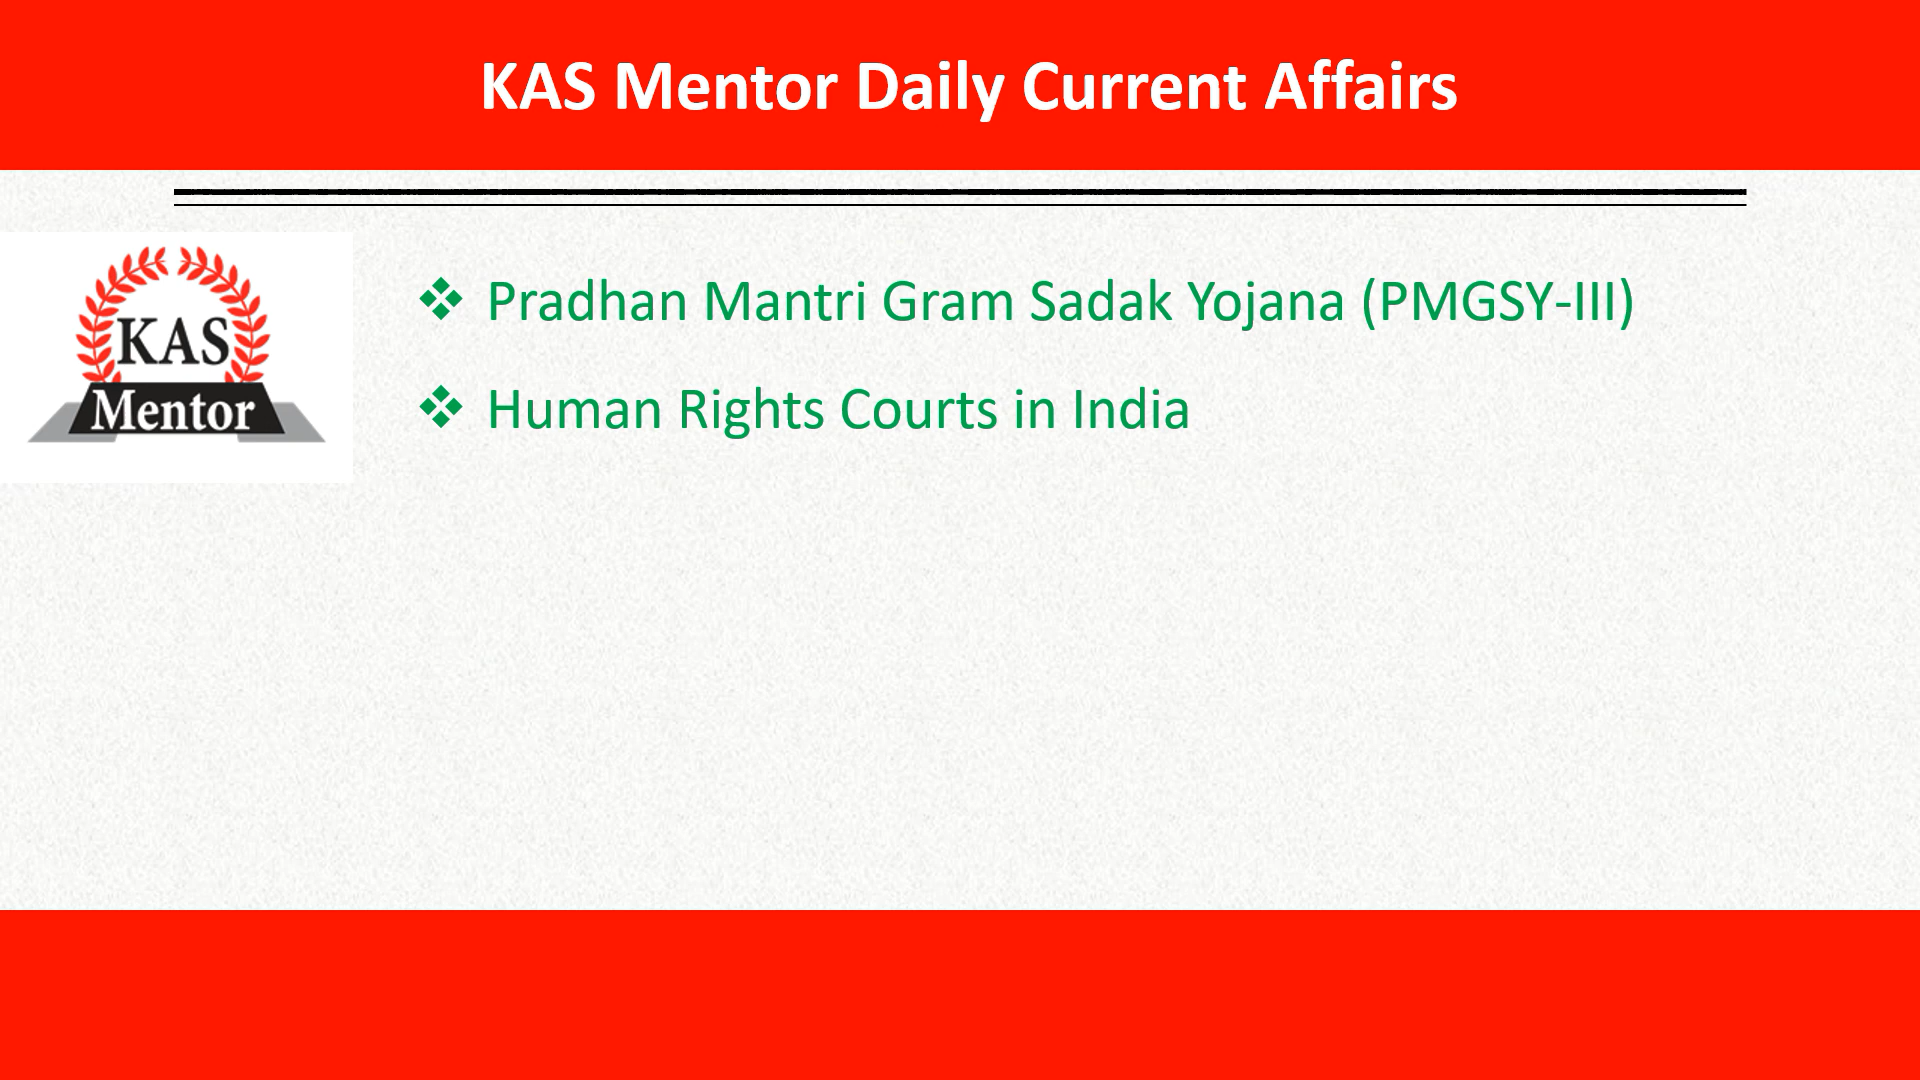 KAS Mentor Daily Current Affairs
KAS
Mentor
❖ Pradhan Mantri Gram Sadak Yojana (PMGSY-III)
❖ Human Rights Courts in India